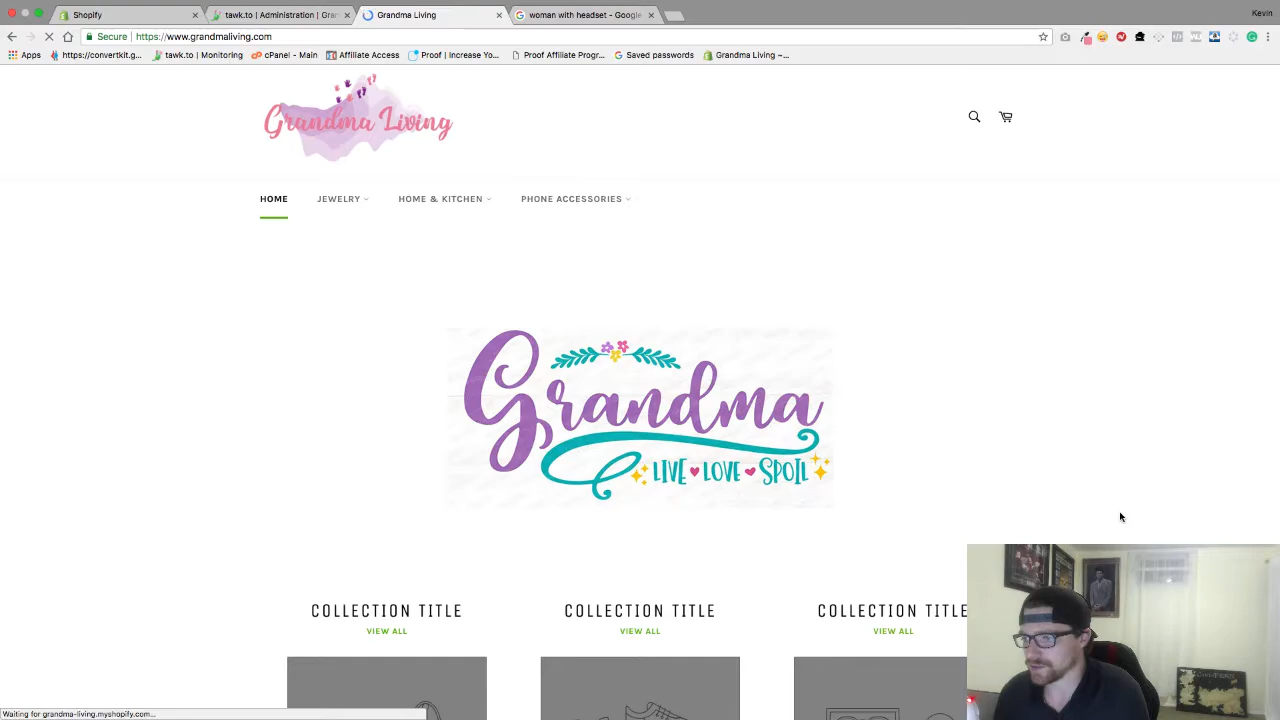 Shopify
tawk.to | Administration | Gran
Grandma Living
woman with headset - Google
Kevin
Secure
https://www.grandmaliving.com
Apps
https://convertkit.g...
tawk.to | Monitoring
cPanel - Main
Affiliate Access
Proof | Increase Yo...
Proof Affiliate Progr...
Saved passwords
Grandma Living ~...
Grandma Living
HOME
JEWELRY
HOME & KITCHEN
PHONE ACCESSORIES
Grandma
LIVE LOVE SPOIL
COLLECTION TITLE
COLLECTION TITLE
COLLECTION TITLE
VIEW ALL
VIEW ALL
VIEW ALL
Waiting for grandma-living.myshopify.com...